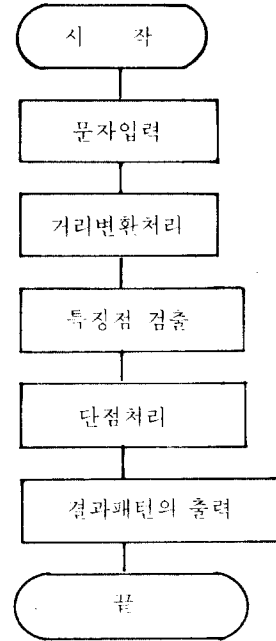 시 작
문자입력
거리변환처리
특징점 검출
단점처리
결과패턴의 출력
끝